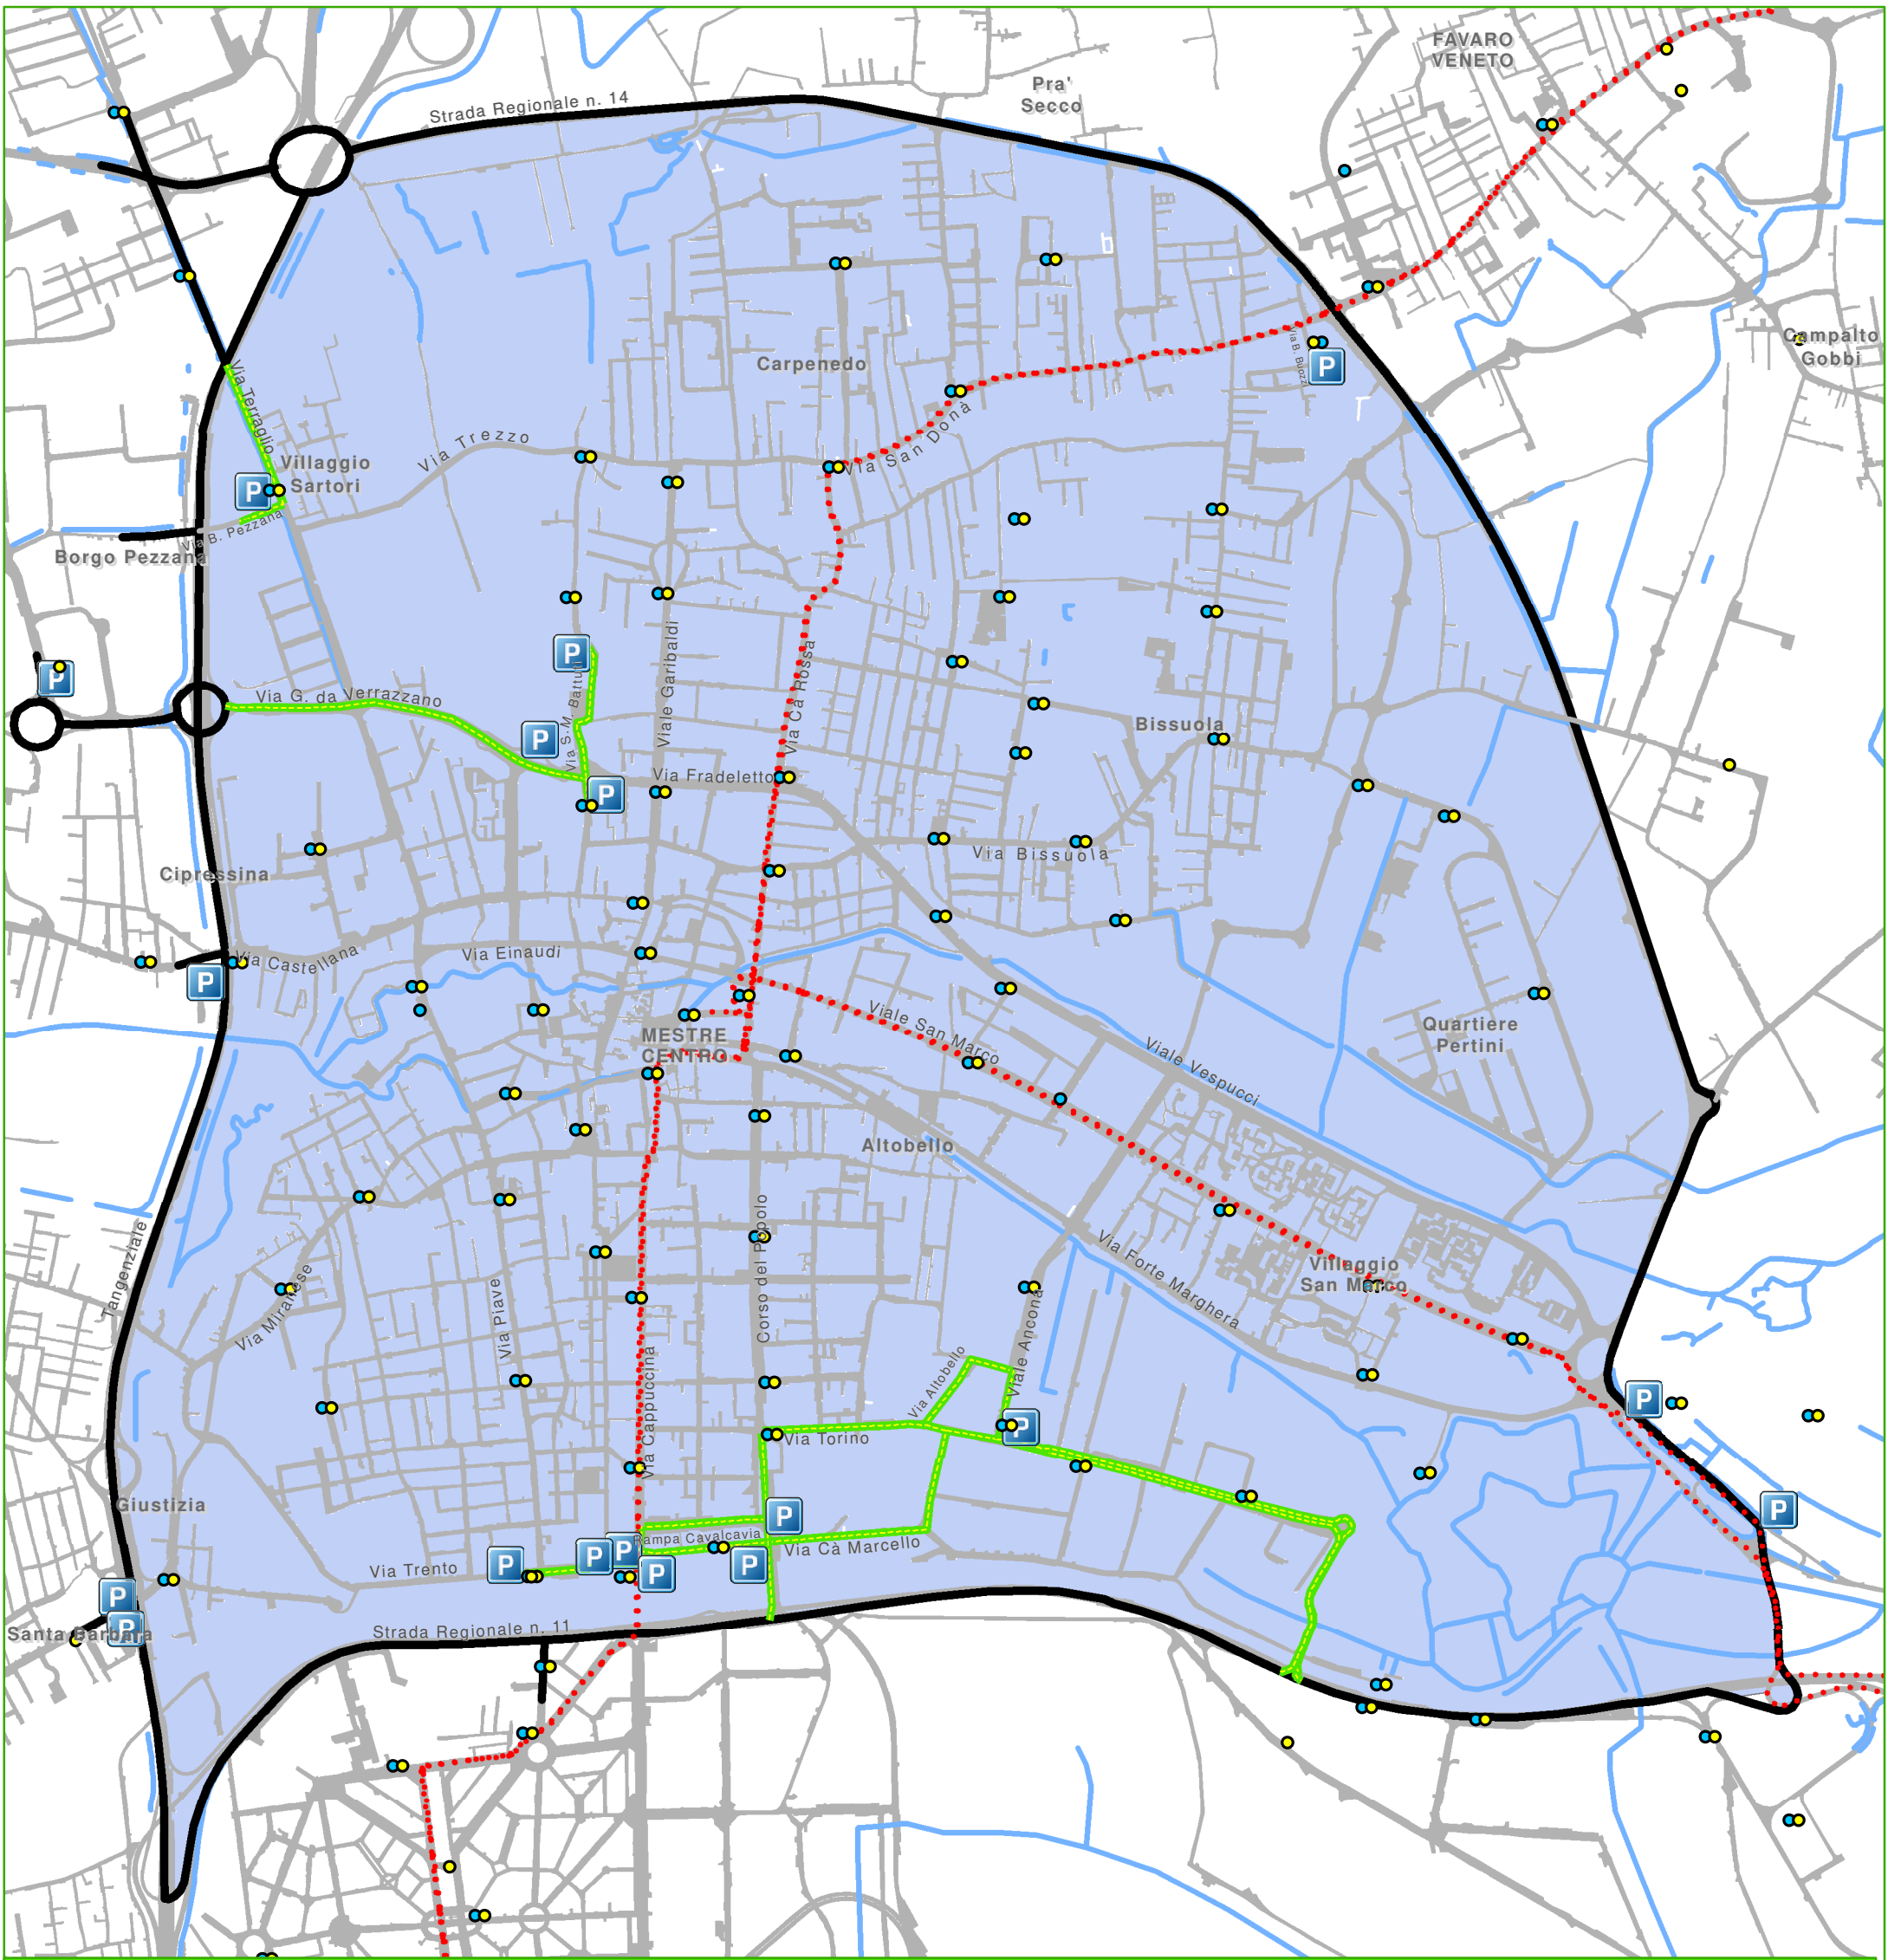 FAVARO
VENETO
Pra'
Secco
Strada Regionale n. 14
Campalto
Gobbi
Via B. Buozzi
P
Carpenedo
Via Terraglio
Via Trezzo
Via San Donà
Villaggio
Sartori
P
Via B. Pezzana
Borgo Pezzana
P
P
Via G. da Verrazzano
Via S. M. Battuti
Viale Garibaldi
Via Cà Rossa
Bissuola
P
Via Fradeletto
P
Via Bissuola
Cipressina
Via Castellana
Via Einaudi
P
MESTRE
CENTRO
Viale San Marco
Viale Vespucci
Quartiere
Pertini
Altobello
Tangenziale
Via Miranese
Via Piave
Corso del Popolo
Via Forte Marghera
Villaggio
San Marco
Via Cappuccina
Via Altobello
Viale Ancona
P
P
Via Torino
Giustizia
P
P
Rampa Cavalcavia
Via Cà Marcello
Via Trento
P
P
P
P
P
P
P
Santa Barbara
Strada Regionale n. 11